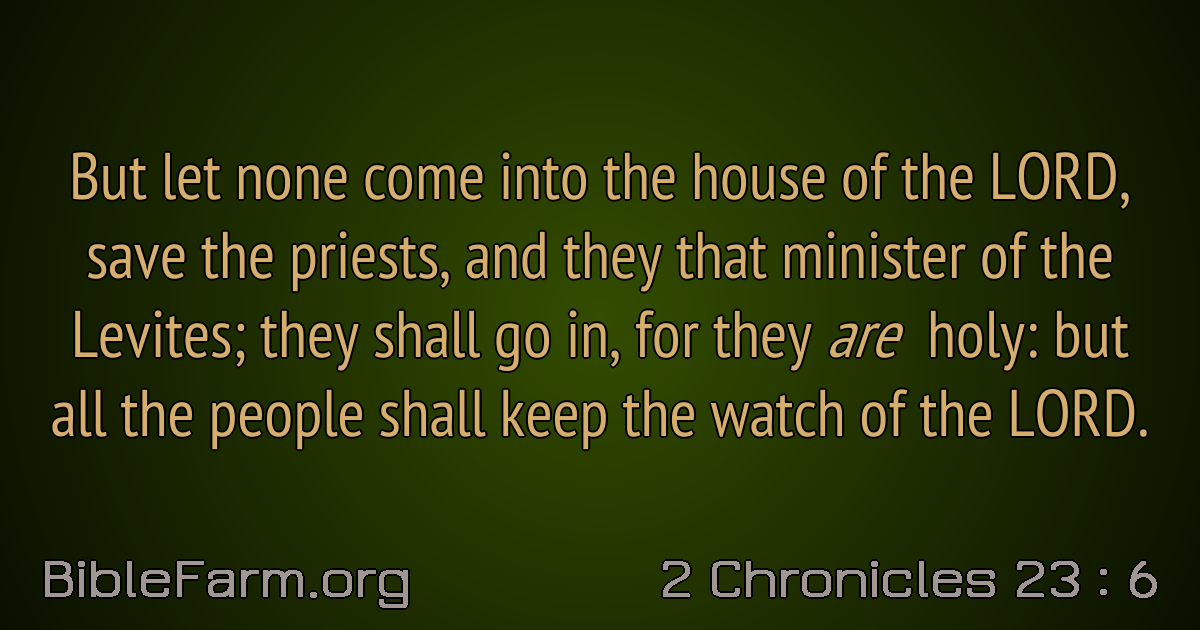 But let none come into the house of the LORD,
save the priests, and they that minister of the
Levites; they shall go in, for they are holy: but
all the people shall keep the watch of the LORD.
BibleFarm.org
2 Chronicles 23 : 6